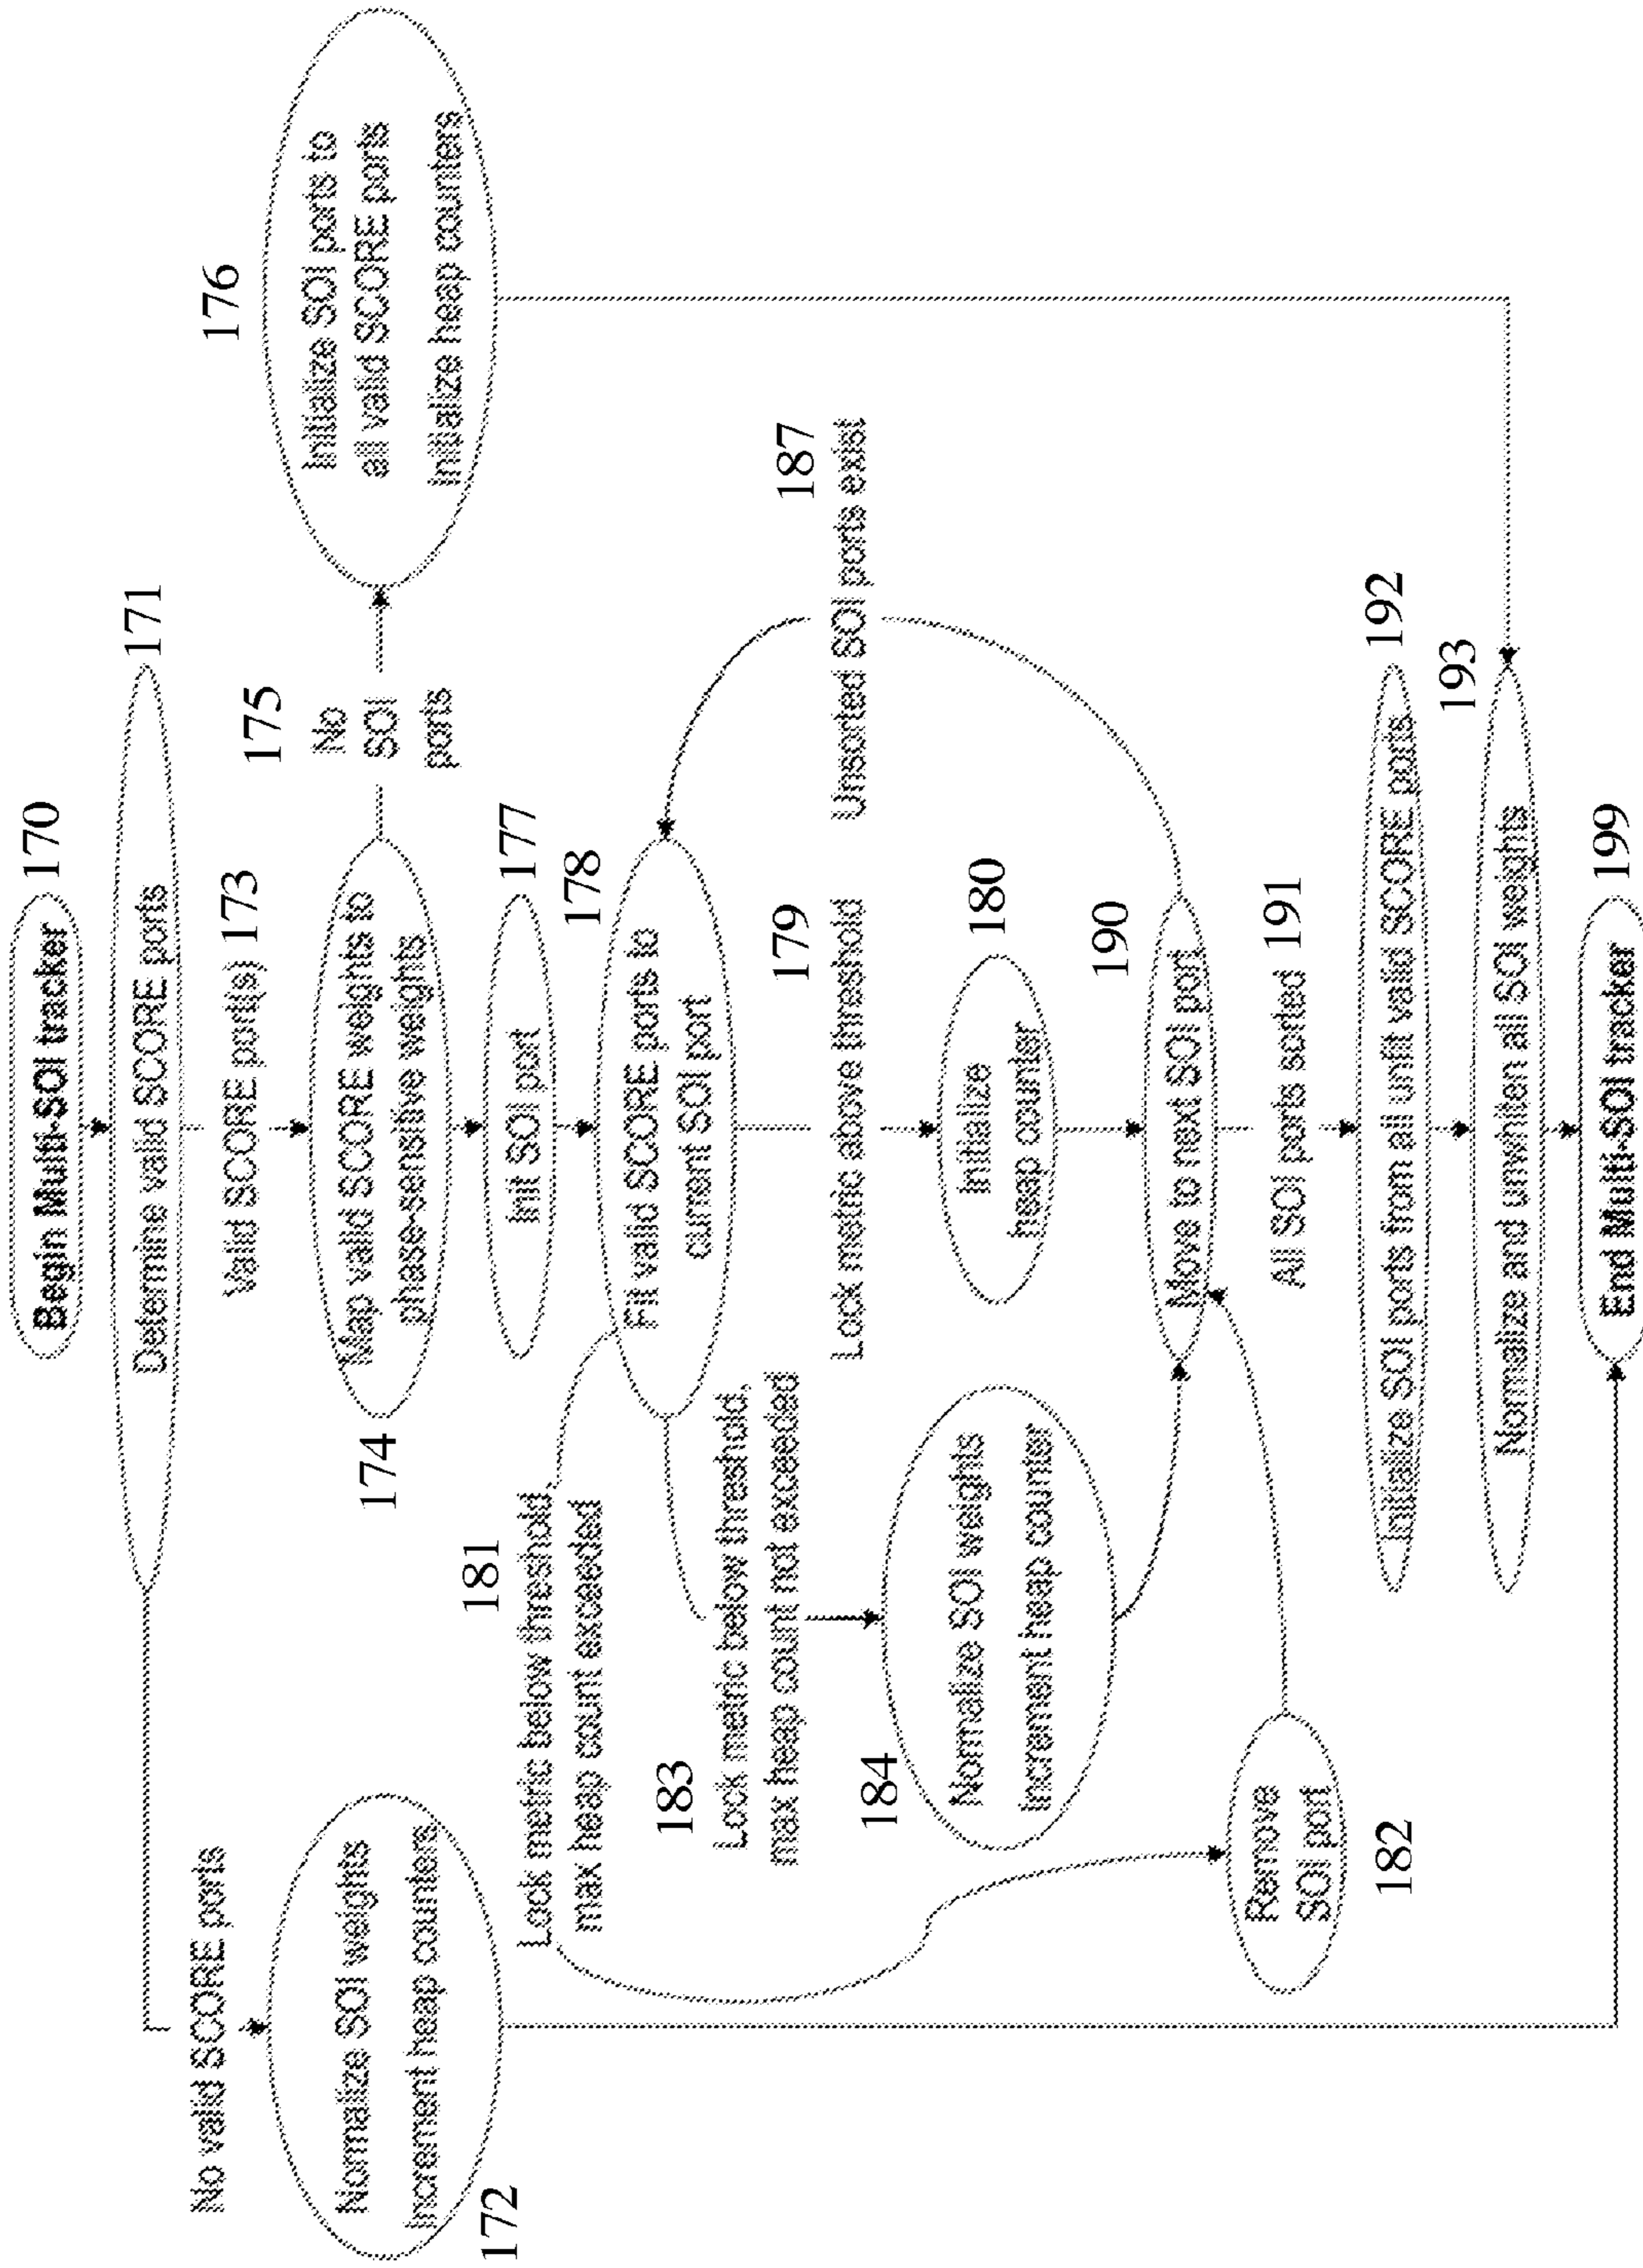 Begin Multi-SOI tracker
170
Determine valid SCORE ports
171
No valid SCORE ports
Normalize SOI weights
Increment heap counters
172
Valid SCORE port(s)
173
Map valid SCORE weights to
phase-sensitive weights
174
175
No
SOI
ports
176
Initialize SOI ports to
all valid SCORE ports
Initialize heap counters
Init SOI port
177
178
Fit valid SCORE ports to
current SOI port
181
Lock metric below threshold
max heap count exceeded
183
Lock metric below threshold,
max heap count not exceeded
179
Lock metric above threshold
187
Unsorted SOI ports exist
184
Normalize SOI weights
Increment heap counter
Initialize
heap counter
180
190
Move to next SOI port
Remove
SOI port
182
All SOI ports sorted
191
Initialize SOI ports from all unfit valid SCORE ports
192
193
Normalize and unwhiten all SOI weights
End Multi-SOI tracker
199